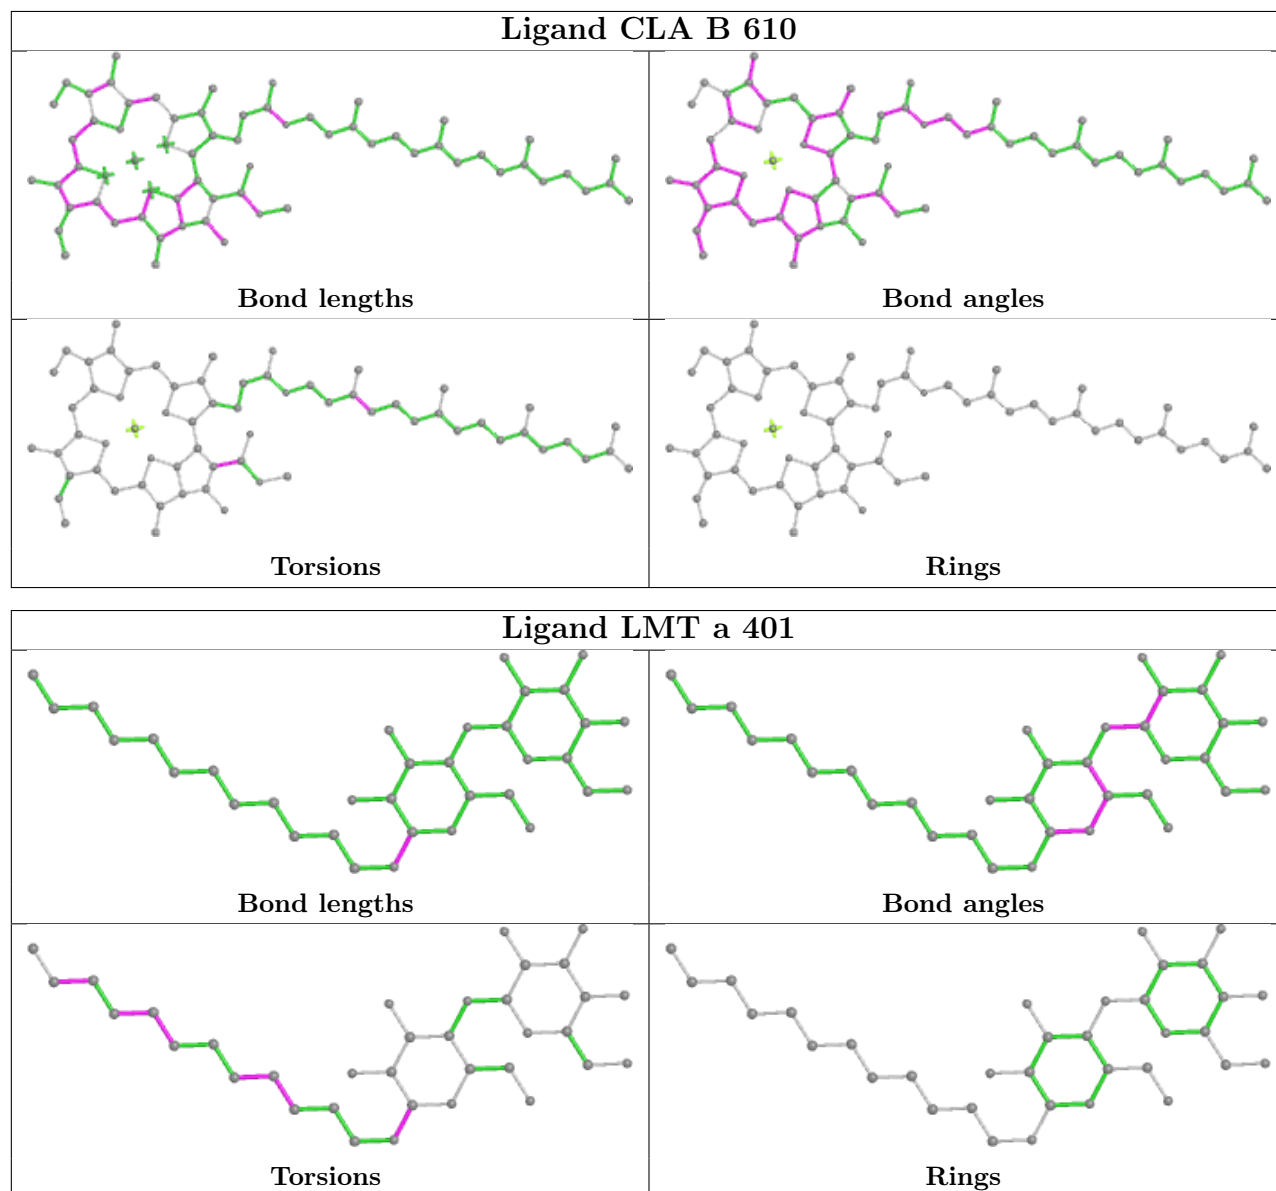 Ligand CLA B 610
Bond lengths
Bond angles
Torsions
Rings
Ligand LMT a 401
Bond lengths
Bond angles
Torsions
Rings